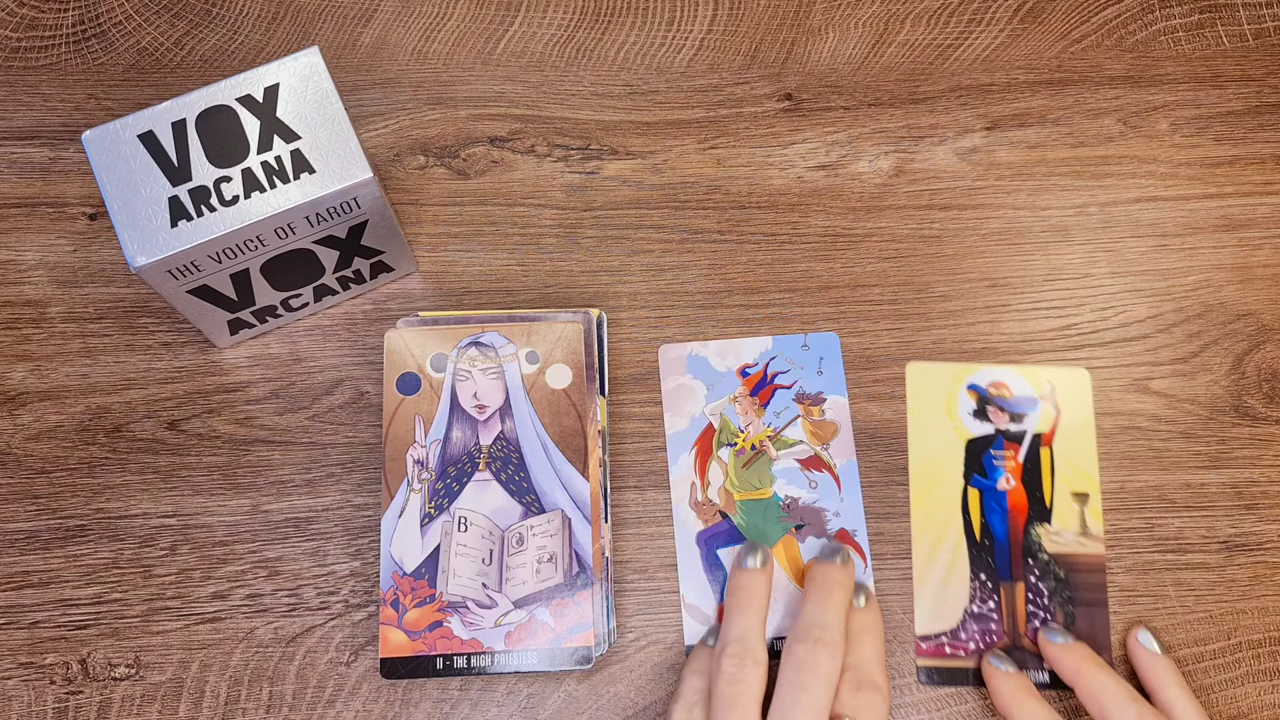 VOX
ARCANA
THE VOICE OF TAROT
VOX
ARCANA
B
J
II - THE HIGH PRIESTESS